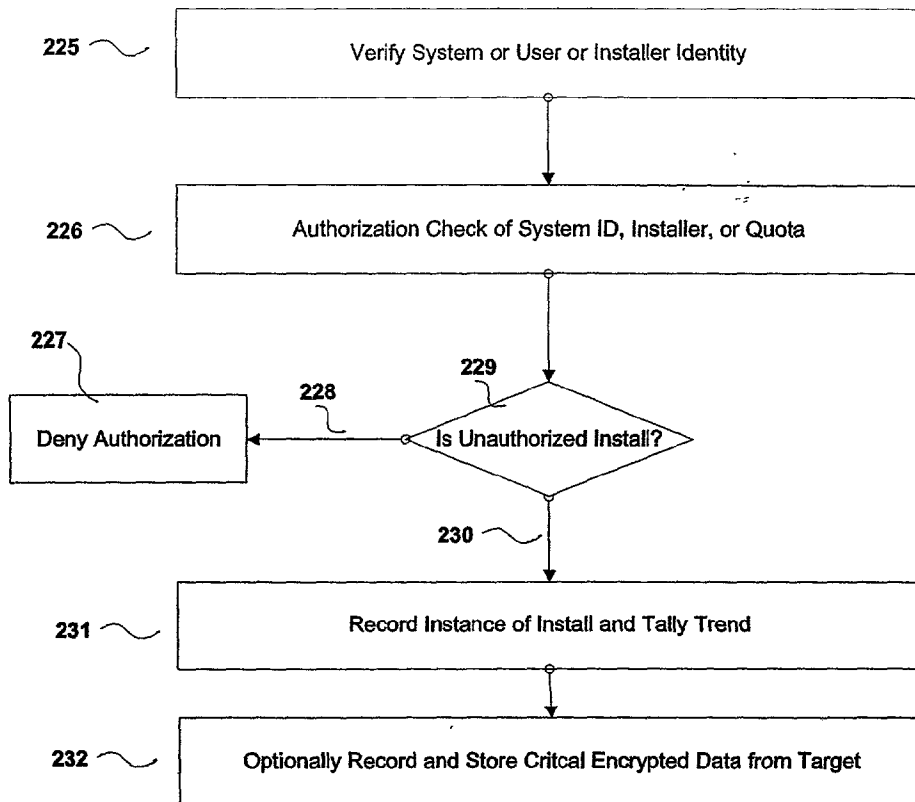 225
Verify System or User or Installer Identity
226
Authorization Check of System ID, Installer, or Quota
227
228
229
Deny Authorization
Is Unauthorized Install?
230
231
Record Instance of Install and Tally Trend
232
Optionally Record and Store Critcal Encrypted Data from Target